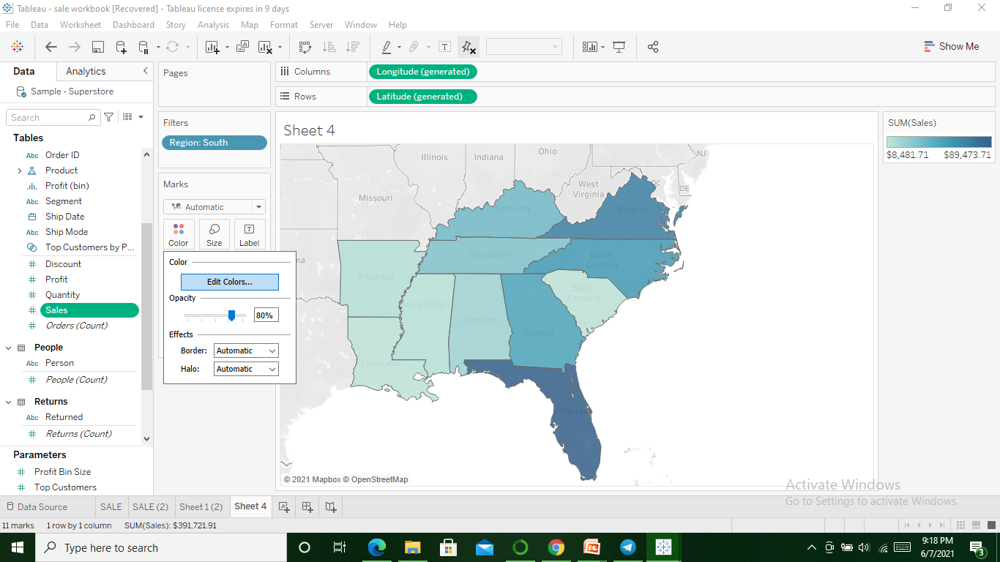 Tableau - sale workbook [Recovered] - Tableau license expires in 9 days
File Data Worksheet Dashboard Story Analysis Map Format Server Window Help
Show Me
Data Analytics
Sample - Superstore
Search
Tables
Abc Order ID
Product
Profit (bin)
Abc Segment
Ship Date
Abc Ship Mode
Top Customers by P...
Discount
Profit
Quantity
Sales
Orders (Count)
People
Abc Person
People (Count)
Returns
Abc Returned
Returns (Count)
Parameters
Profit Bin Size
Top Customers
Pages
Filters
Region: South
Marks
Automatic
Color Size Label
Color
Edit Colors...
Opacity
80%
Effects
Border: Automatic
Halo: Automatic
Columns Longitude (generated)
Rows Latitude (generated)
Sheet 4
Illinois
Indiana
Ohio
NJ
Missouri
West
Virginia
DC
DE
Kentucky
Virginia
Tennessee
North
Carolina
ma
Arkansas
South
Carolina
Mississippi
Alabama
Georgia
Louisiana
Florida
© 2021 Mapbox © OpenStreetMap
SUM(Sales)
$8,481.71 $89,473.71
Activate Windows
Go to Settings to activate Windows.
Data Source SALE SALE (2) Sheet 1 (2) Sheet 4
11 marks 1 row by 1 column SUM(Sales): $391,721.91
Type here to search
9:18 PM
6/7/2021
3